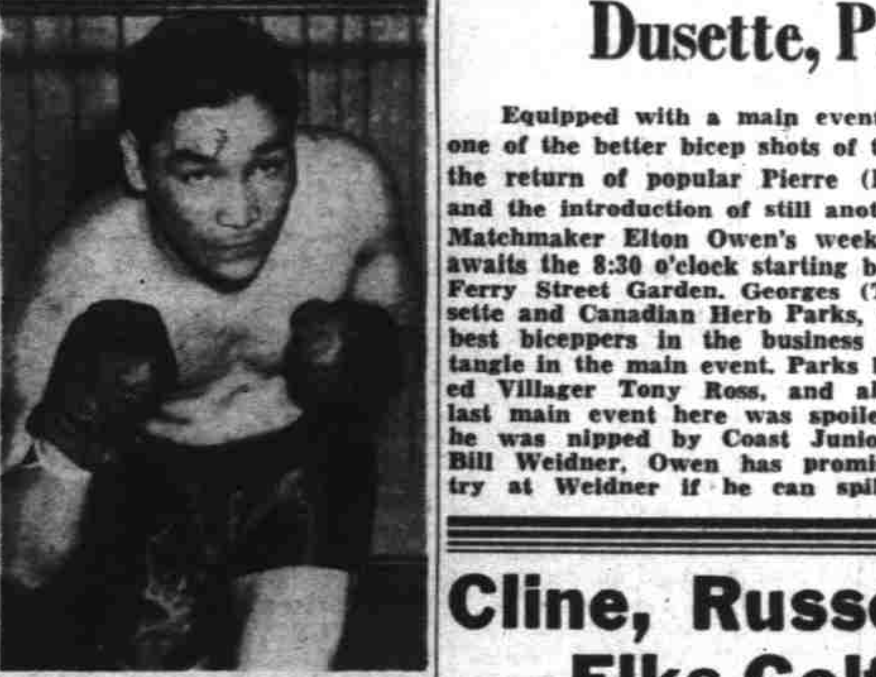 Dusette, P
Equipped with a main event
one of the better bicep shots of
the return of popular Pierre
and the introduction of still anot
Matchmaker Elton Owen's week
awaits the 8:30 o'clock starting b
Ferry Street Garden. Georges
sette and Canadian Herb Parks,
best biceppers in the business
tangle in the main event. Parks
ed Villager Tony Ross, and al
last main event here was spoile
he was nipped by Coast Junio
Bill Weidner, Owen has promi
try at Weidner if he can spil
Cline, Russe
Elks Golf